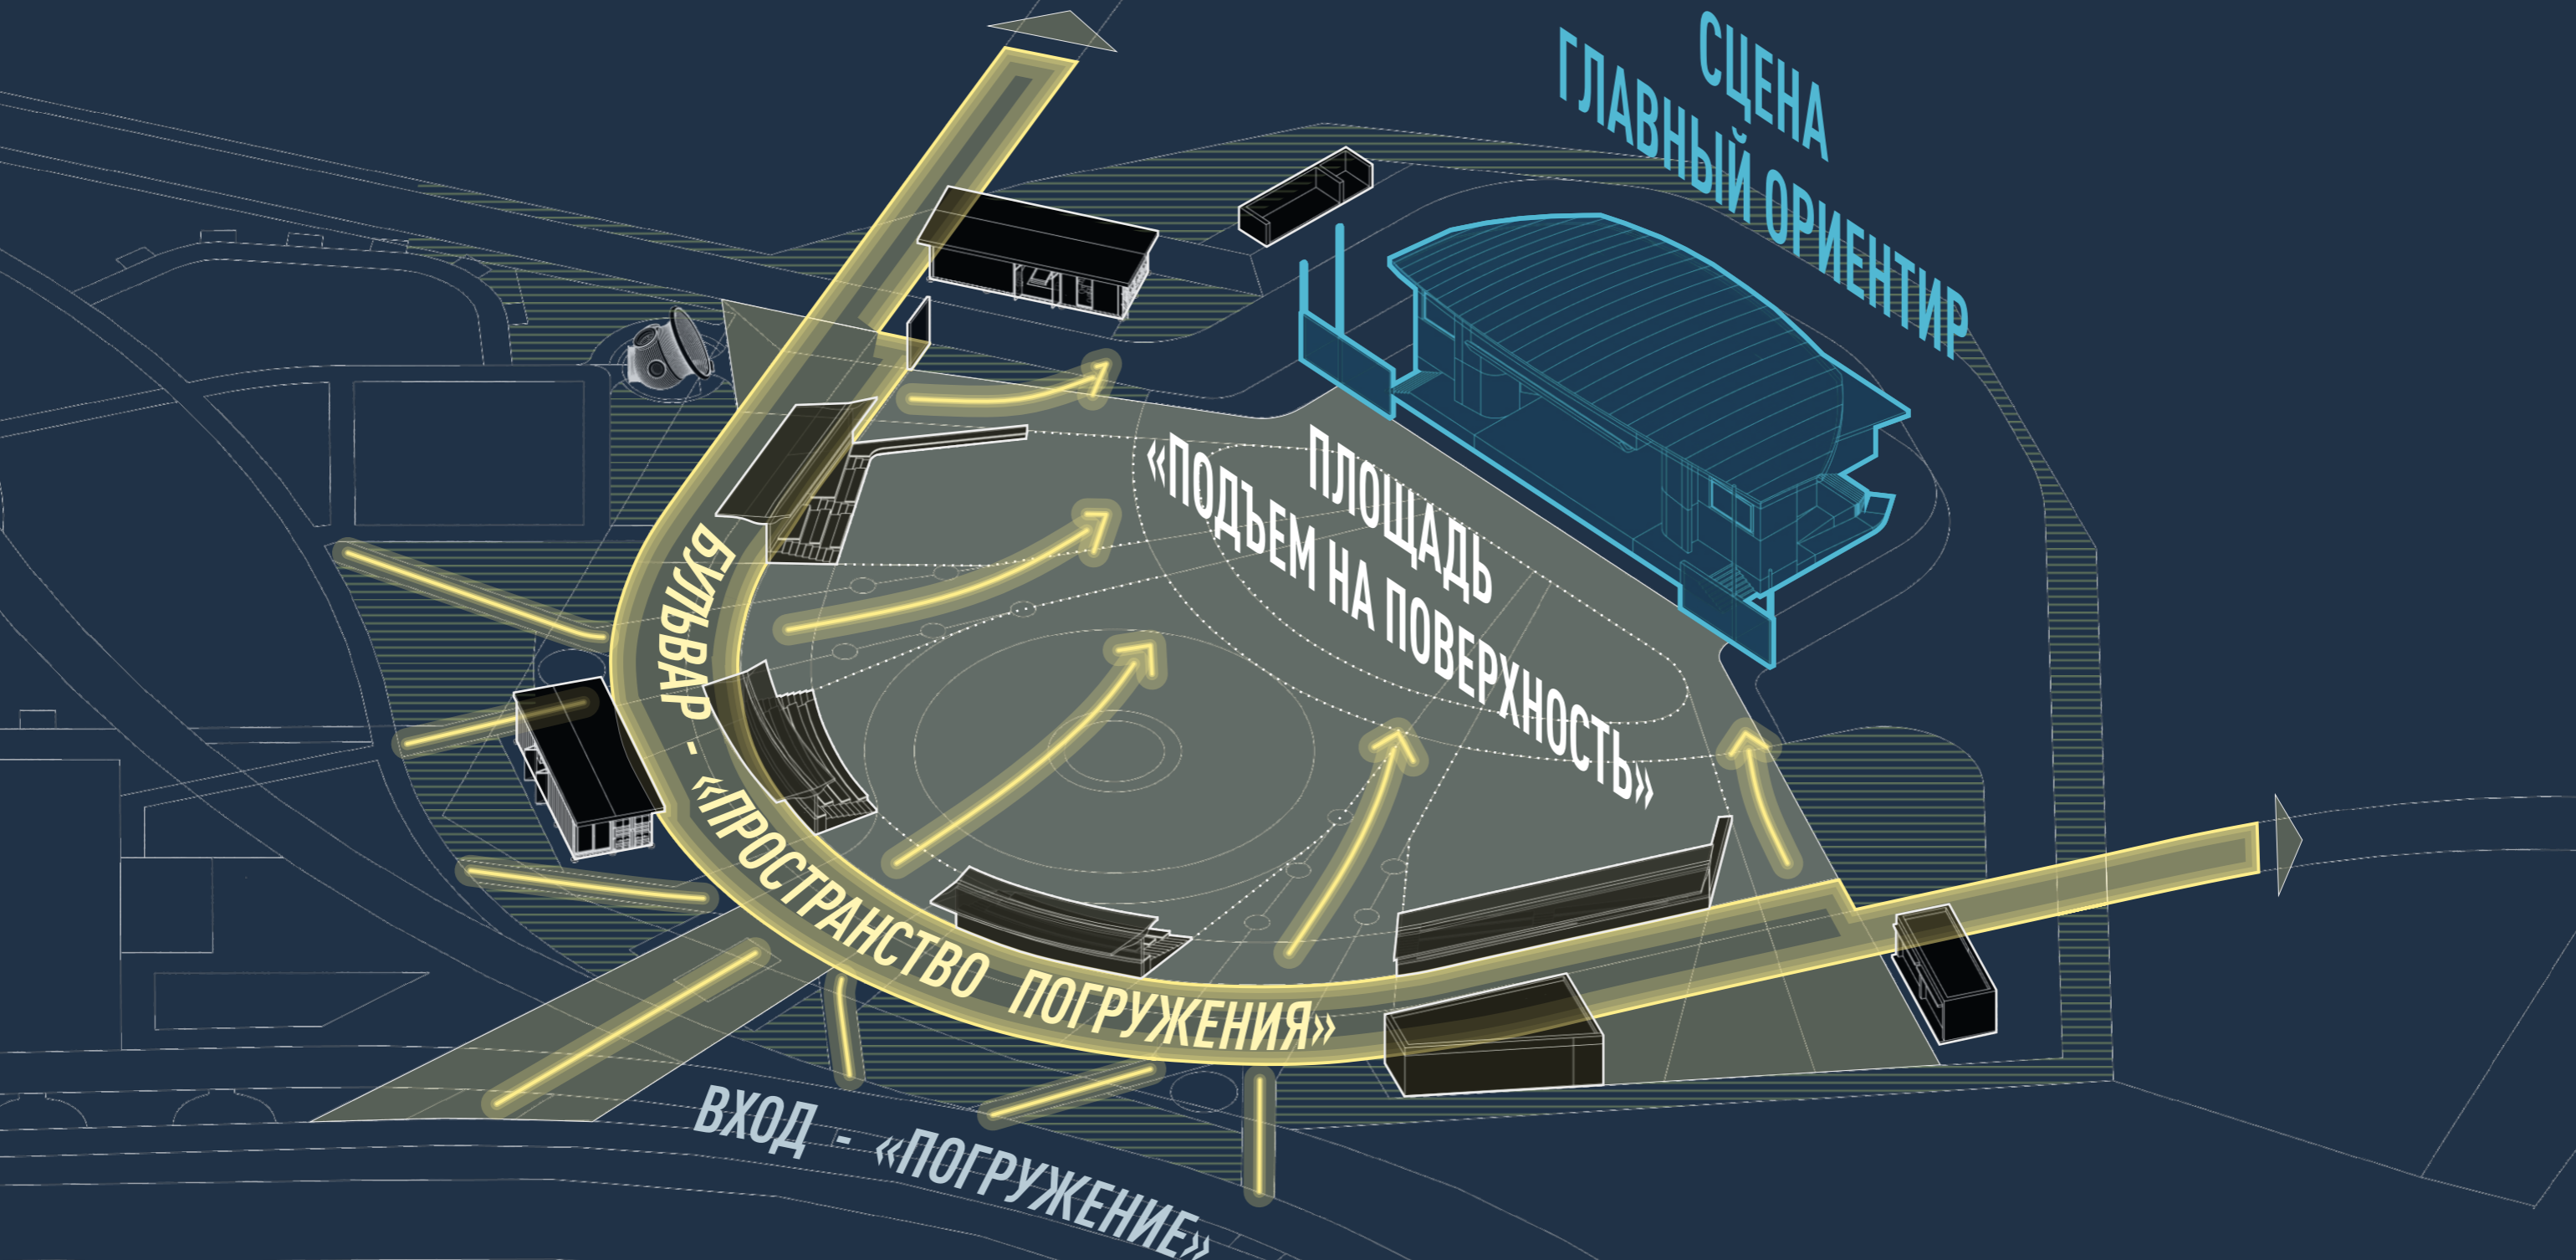 СЦЕНА
ГЛАВНЫЙ ОРИЕНТИР
ПЛОЩАДЬ
«ПОДЪЕМ НА ПОВЕРХНОСТЬ»
БУЛЬВАР - «ПРОСТРАНСТВО ПОГРУЖЕНИЯ»
ВХОД - «ПОГРУЖЕНИЕ»